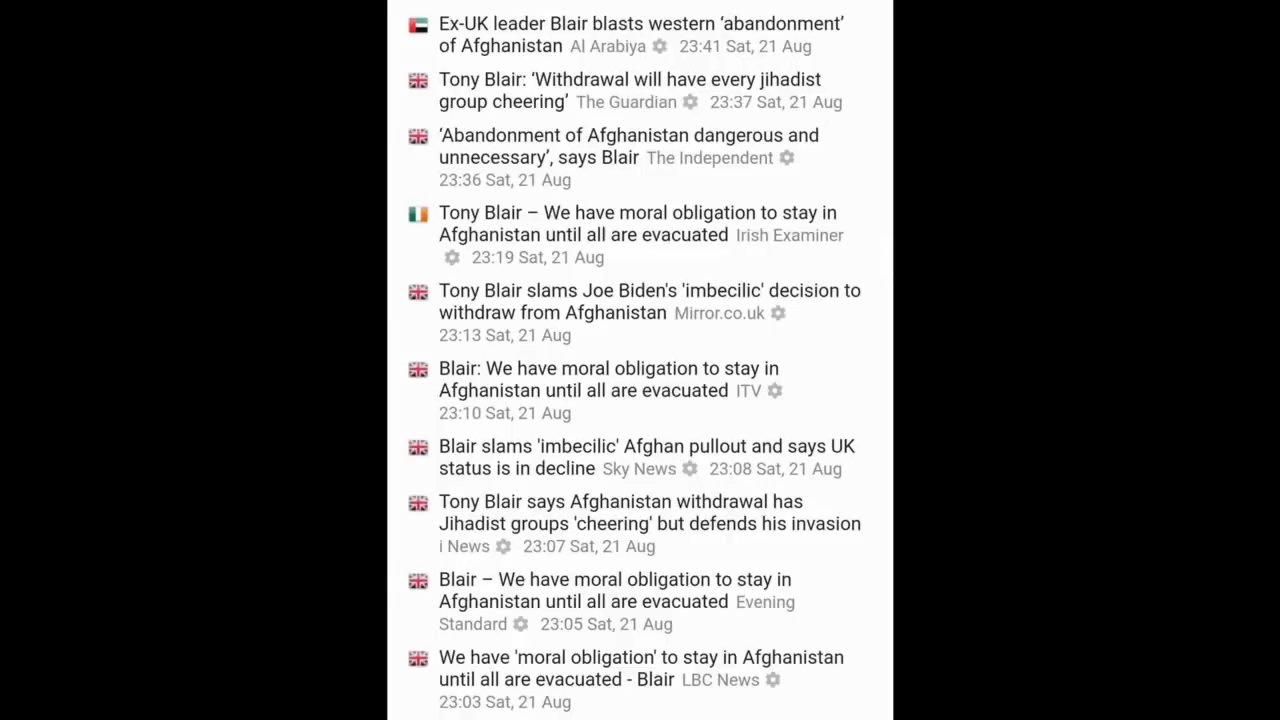 Ex-UK leader Blair blasts western ‘abandonment’
of Afghanistan Al Arabiya 23:41 Sat, 21 Aug
Tony Blair: ‘Withdrawal will have every jihadist
group cheering’ The Guardian 23:37 Sat, 21 Aug
‘Abandonment of Afghanistan dangerous and
unnecessary’, says Blair The Independent
23:36 Sat, 21 Aug
Tony Blair – We have moral obligation to stay in
Afghanistan until all are evacuated Irish Examiner
23:19 Sat, 21 Aug
Tony Blair slams Joe Biden's 'imbecilic' decision to
withdraw from Afghanistan Mirror.co.uk
23:13 Sat, 21 Aug
Blair: We have moral obligation to stay in
Afghanistan until all are evacuated ITV
23:10 Sat, 21 Aug
Blair slams 'imbecilic' Afghan pullout and says UK
status is in decline Sky News 23:08 Sat, 21 Aug
Tony Blair says Afghanistan withdrawal has
Jihadist groups 'cheering' but defends his invasion
i News 23:07 Sat, 21 Aug
Blair – We have moral obligation to stay in
Afghanistan until all are evacuated Evening
Standard 23:05 Sat, 21 Aug
We have 'moral obligation' to stay in Afghanistan
until all are evacuated - Blair LBC News
23:03 Sat, 21 Aug